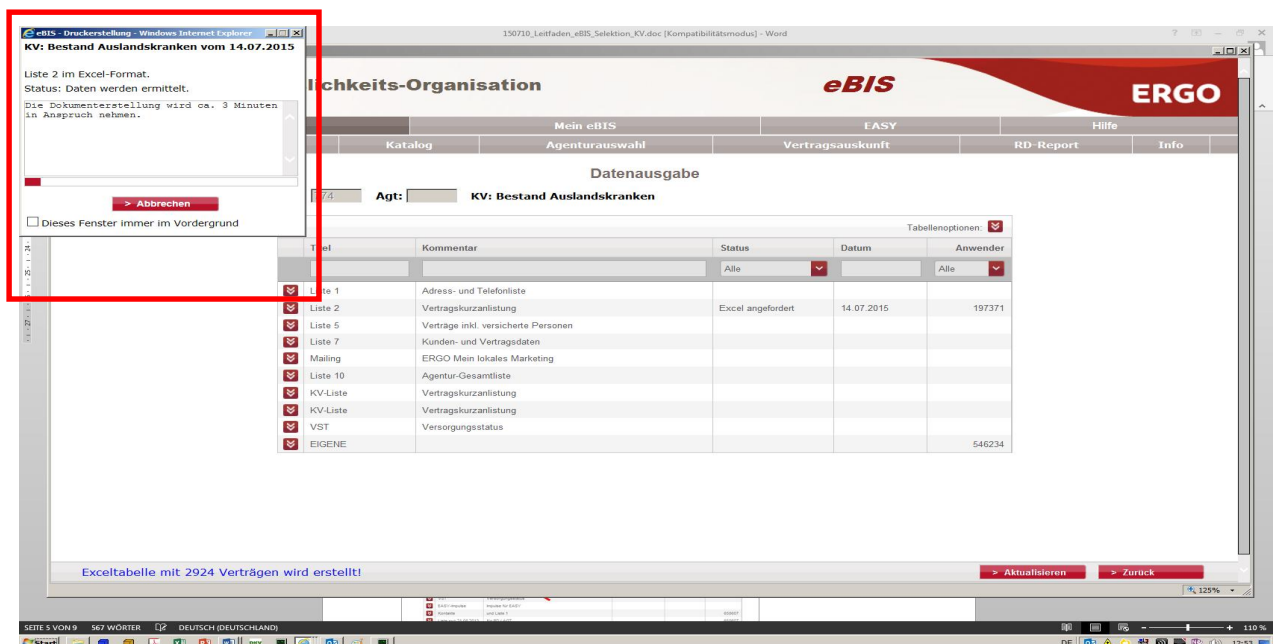 eBIS - Druckerstellung - Windows Internet Explorer
KV: Bestand Auslandskranken vom 14.07.2015
Liste 2 im Excel-Format.
Status: Daten werden ermittelt.
Die Dokumenterstellung wird ca. 3 Minuten
in Anspruch nehmen.
> Abbrechen
Dieses Fenster immer im Vordergrund
150710_Leitfaden_eBIS_Selektion_KV.doc [Kompatibilitätsmodus] - Word
lichkeits-Organisation
eBIS
ERGO
Mein eBIS EASY Hilfe
Katalog Agenturauswahl Vertragsauskunft RD-Report Info
Datenausgabe
Agt: KV: Bestand Auslandskranken
Tabellenoptionen:
Titel Kommentar Status Datum Anwender
Alle Alle
Liste 1 Adress- und Telefonliste
Liste 2 Vertragskurzanlistung Excel angefordert 14.07.2015 197371
Liste 5 Verträge inkl. versicherte Personen
Liste 7 Kunden- und Vertragsdaten
Mailing ERGO Mein lokales Marketing
Liste 10 Agentur-Gesamtliste
KV-Liste Vertragskurzanlistung
KV-Liste Vertragskurzanlistung
VST Versorgungsstatus
EIGENE 546234
Exceltabelle mit 2924 Verträgen wird erstellt!
> Aktualisieren > Zurück
125%
SEITE 5 VON 9 567 WÖRTER DEUTSCH (DEUTSCHLAND) 110 %
Start DE 17:53